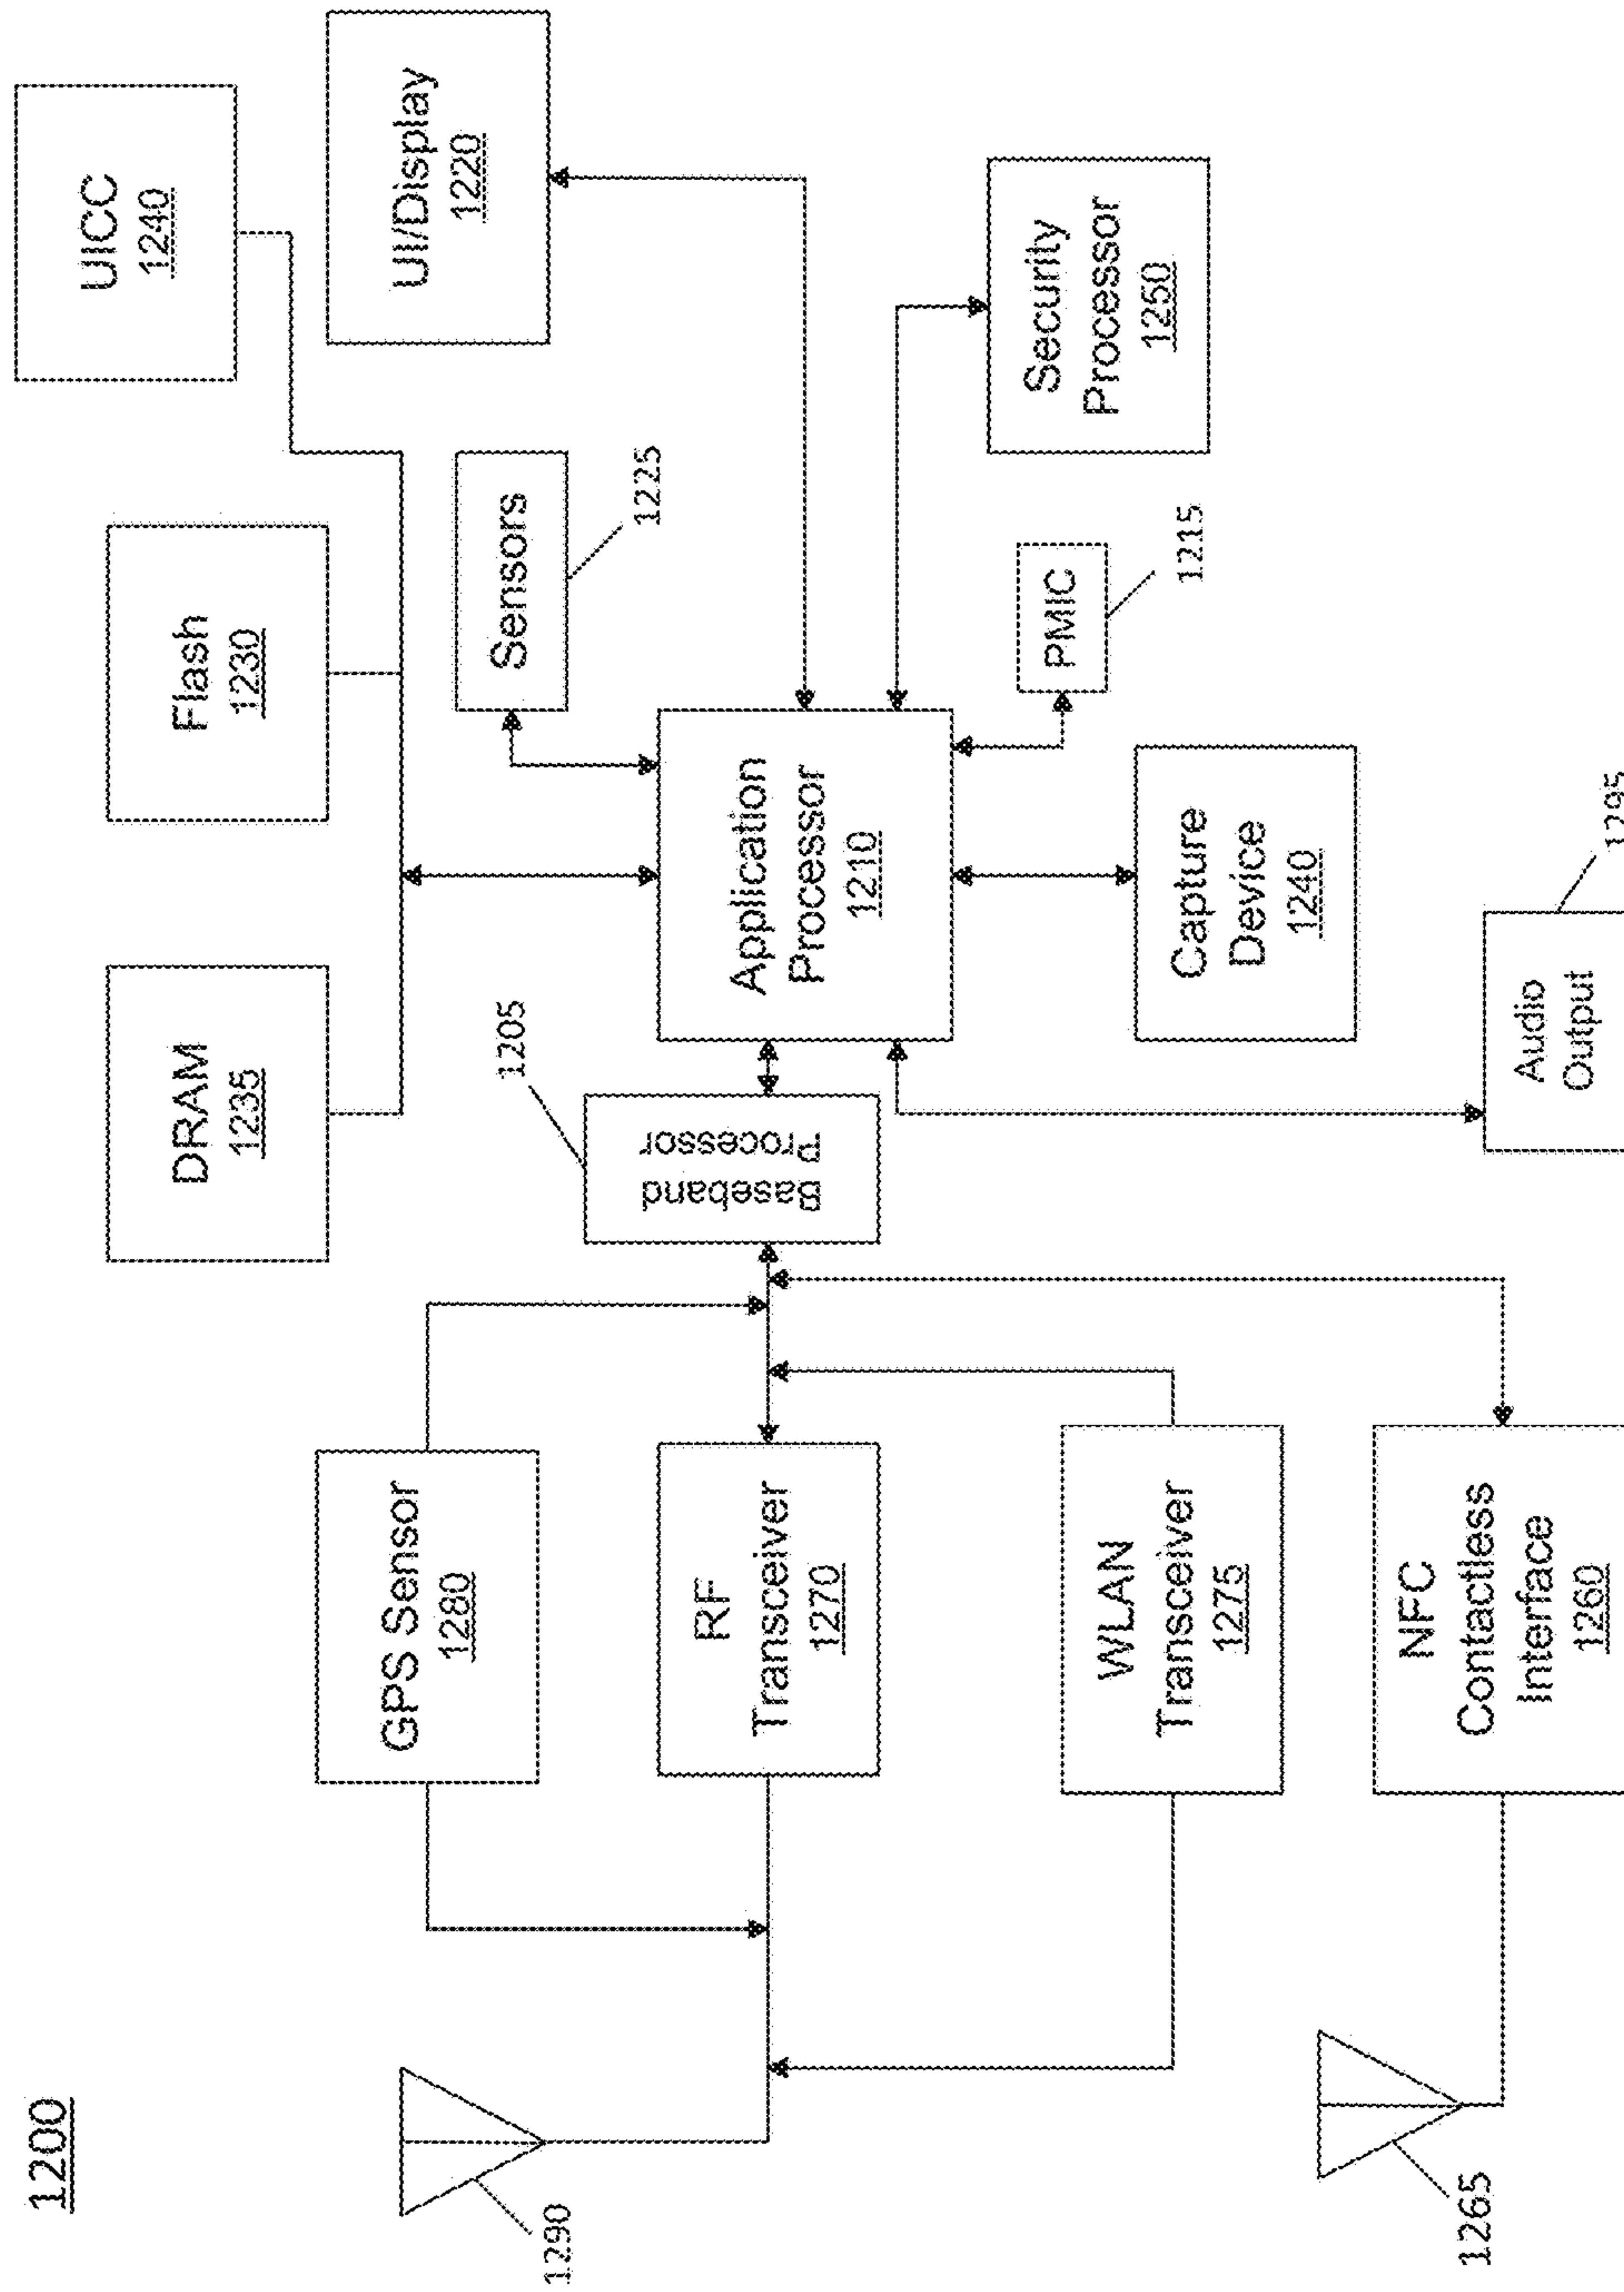 1200
UICC
1240
Flash
1230
DRAM
1235
UI/Display
1220
Sensors
1225
GPS Sensor
1280
1290
1205
Baseband
Processor
Application
Processor
1210
RF
Transceiver
1270
Security
Processor
1250
PMIC
1215
WLAN
Transceiver
1275
Capture
Device
1240
NFC
Contactless
Interface
1260
1265
Audio
Output
1295